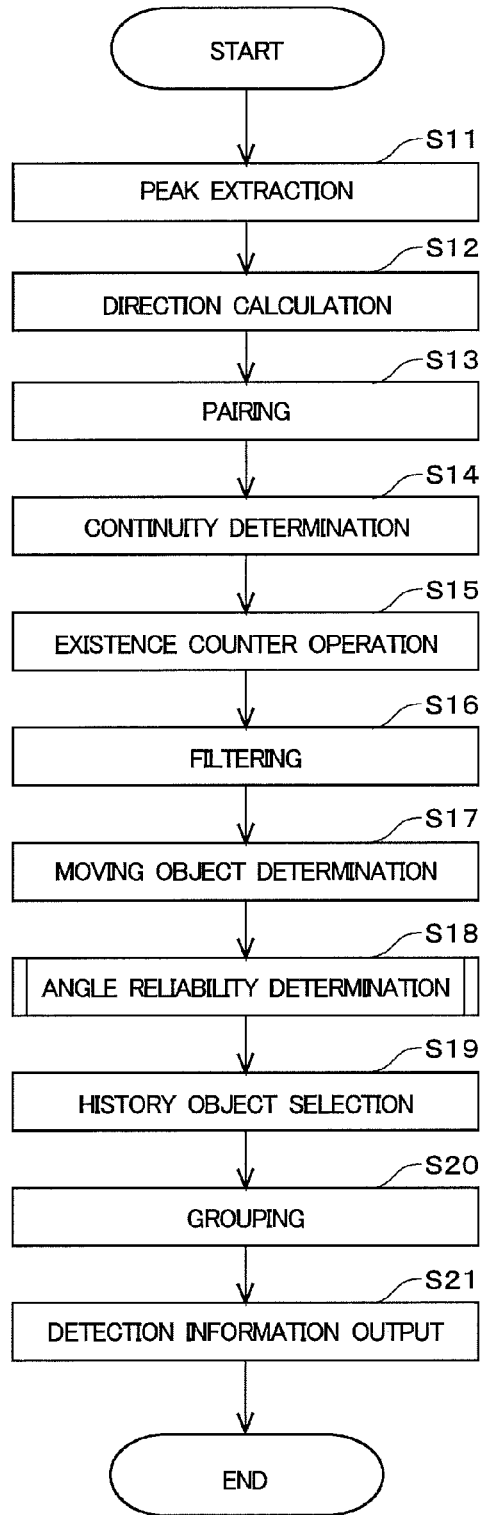 START
S11
PEAK EXTRACTION
S12
DIRECTION CALCULATION
S13
PAIRING
S14
CONTINUITY DETERMINATION
S15
EXISTENCE COUNTER OPERATION
S16
FILTERING
S17
MOVING OBJECT DETERMINATION
S18
ANGLE RELIABILITY DETERMINATION
S19
HISTORY OBJECT SELECTION
S20
GROUPING
S21
DETECTION INFORMATION OUTPUT
END